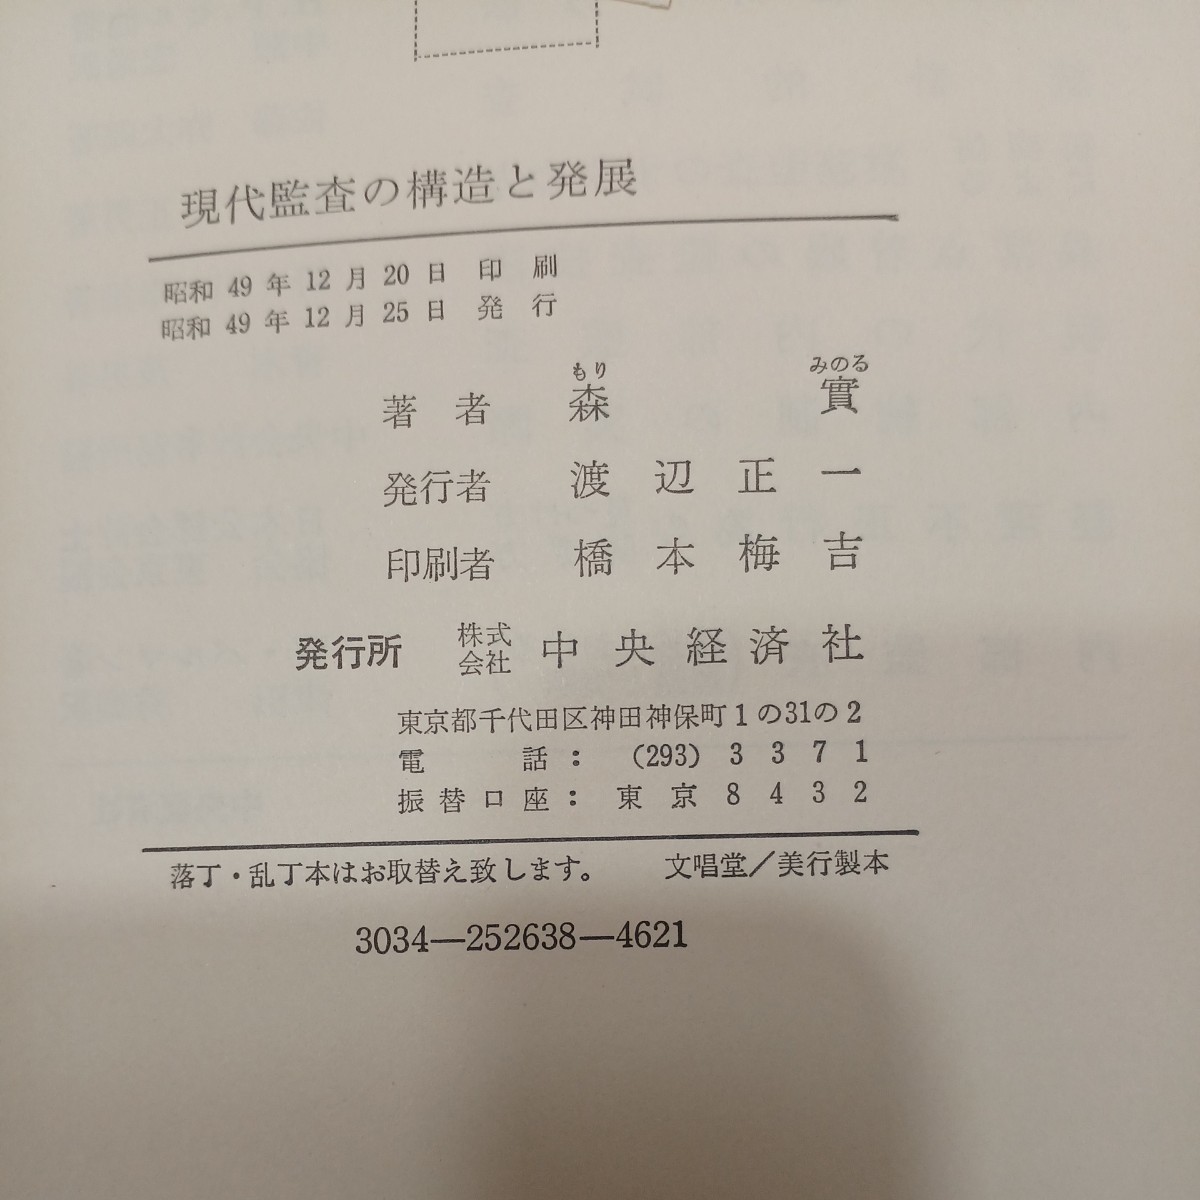 現代監査の構造と発展
昭和 49 年 12 月 20 日 印 刷
昭和 49 年 12 月 25 日 発 行
もり みのる
著 者 森 實
発行者 渡 辺 正 一
印刷者 橋 本 梅 吉
発行所 株式会社 中 央 経 済 社
東京都千代田区神田神保町1の31の2
電 話 : (293) 3 3 7 1
振 替 口 座 : 東 京 8 4 3 2
落丁・乱丁本はお取替え致します。 文唱堂/美行製本
3034—252638—4621